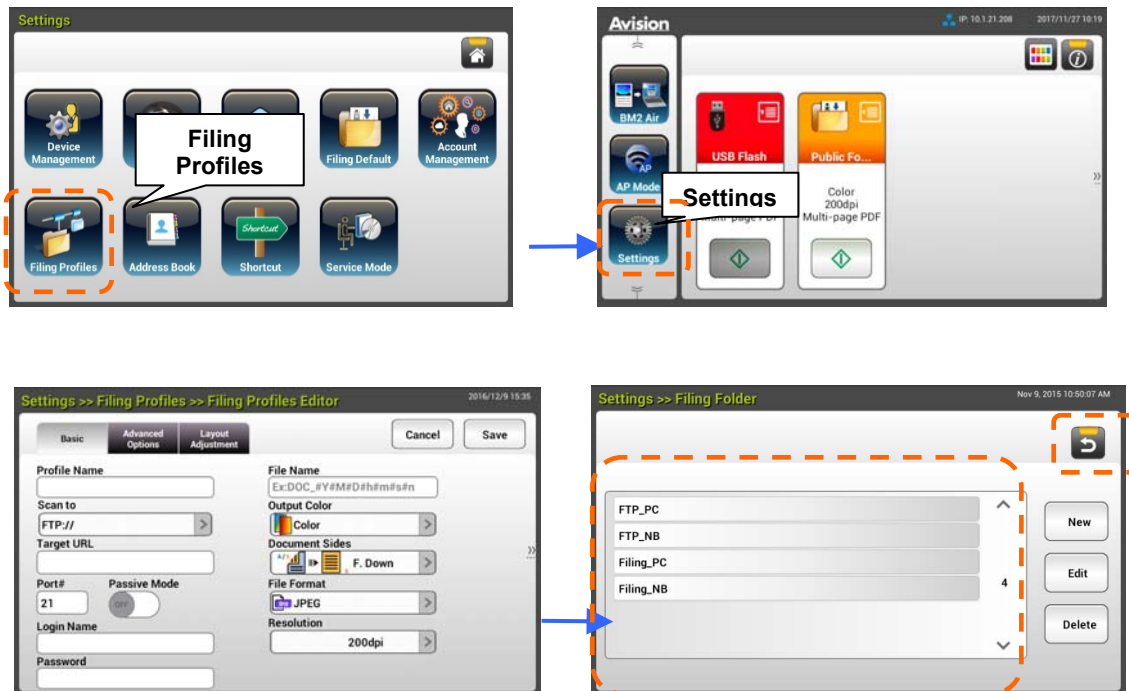 Settings
Device
Management
Filing
Profiles
Filing Default
Account
Management
Filing Profiles
Address Book
Shortcut
Shortcut
Service Mode
Avision
IP: 10.1.21.208
2017/11/27 10:19
BM2 Air
AP
AP Mode
Settings
Settings
USB Flash
Public Fo...
Color
200dpi
Multi-page PDF
Multi-page PDF
Settings >> Filing Profiles >> Filing Profiles Editor
2016/12/9 15:35
Basic
Advanced
Options
Layout
Adjustment
Cancel
Save
Profile Name
File Name
Ex:DOC_#Y#M#D#h#m#s#n
Scan to
Output Color
FTP://
Color
Target URL
Document Sides
F. Down
Port#
Passive Mode
File Format
21
OFF
JPEG
Login Name
Resolution
200dpi
Password
Settings >> Filing Folder
Nov 9, 2015 10:50:07 AM
FTP_PC
FTP_NB
Filing_PC
Filing_NB
4
New
Edit
Delete